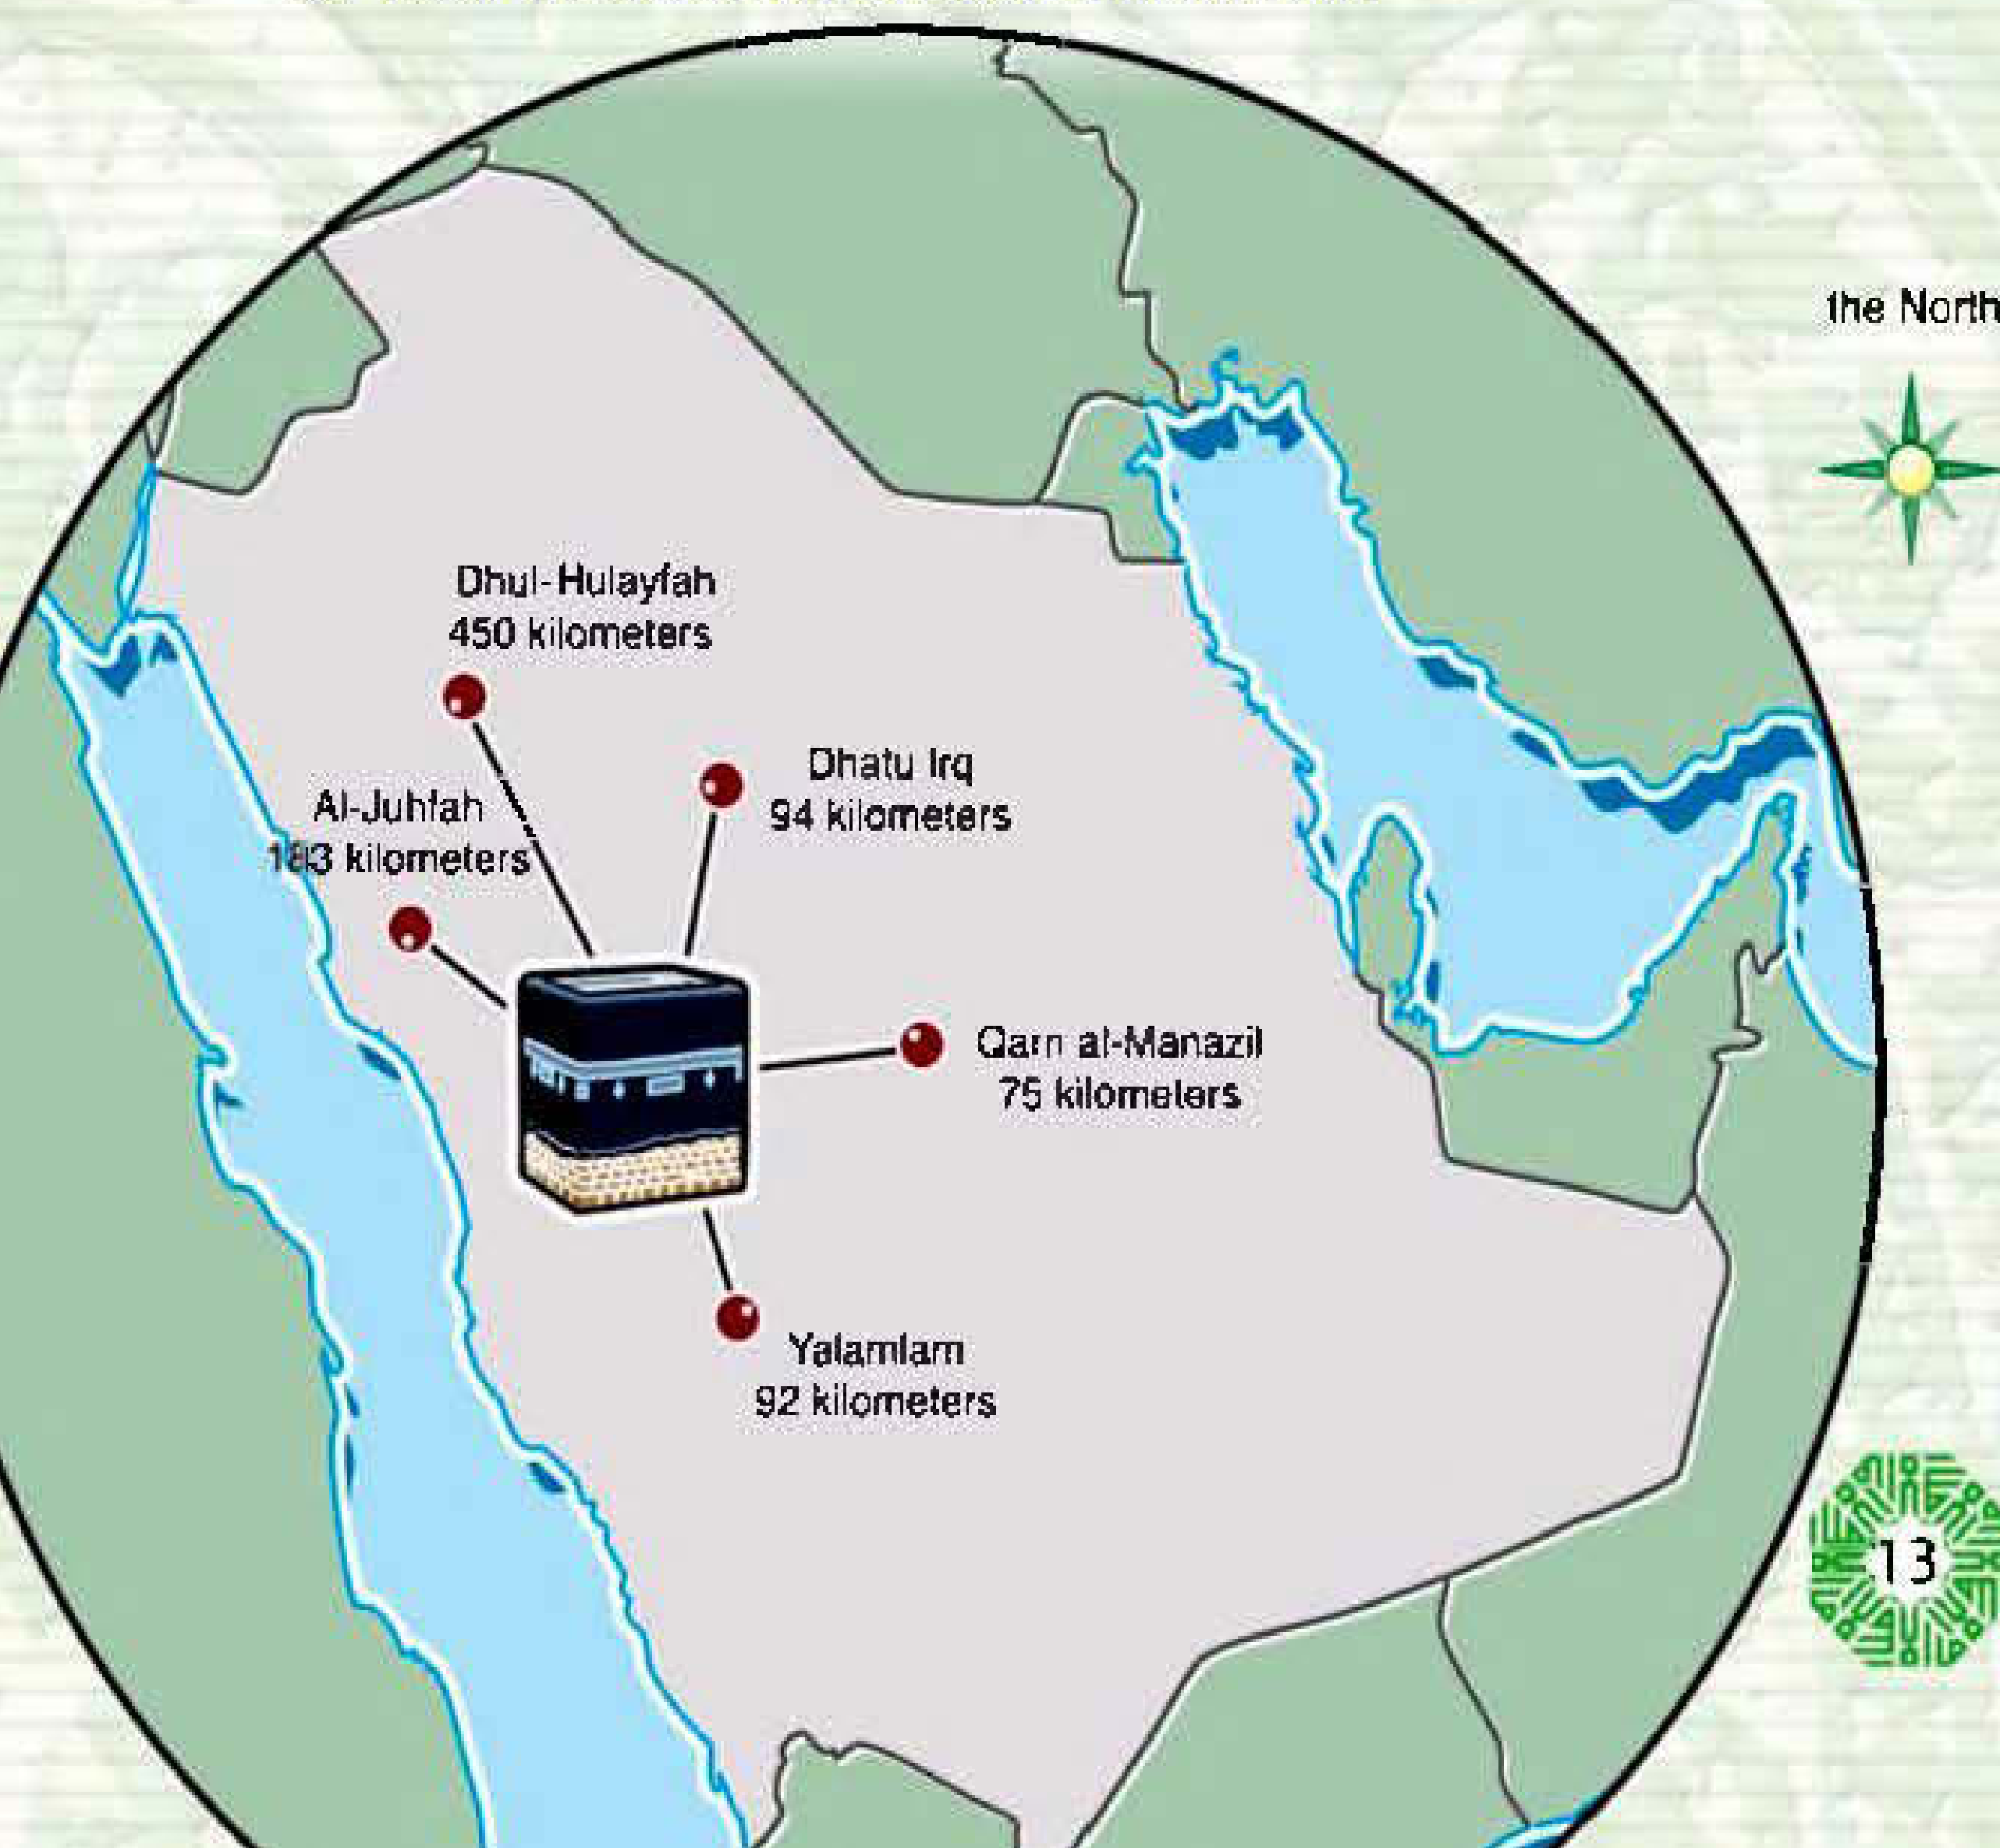 the North
Dhul-Hulayfah
450 kilometers
Dhatu Irq
94 kilometers
Al-Juhfah
183 kilometers
Qarn al-Manazil
75 kilometers
Yalamlam
92 kilometers
13